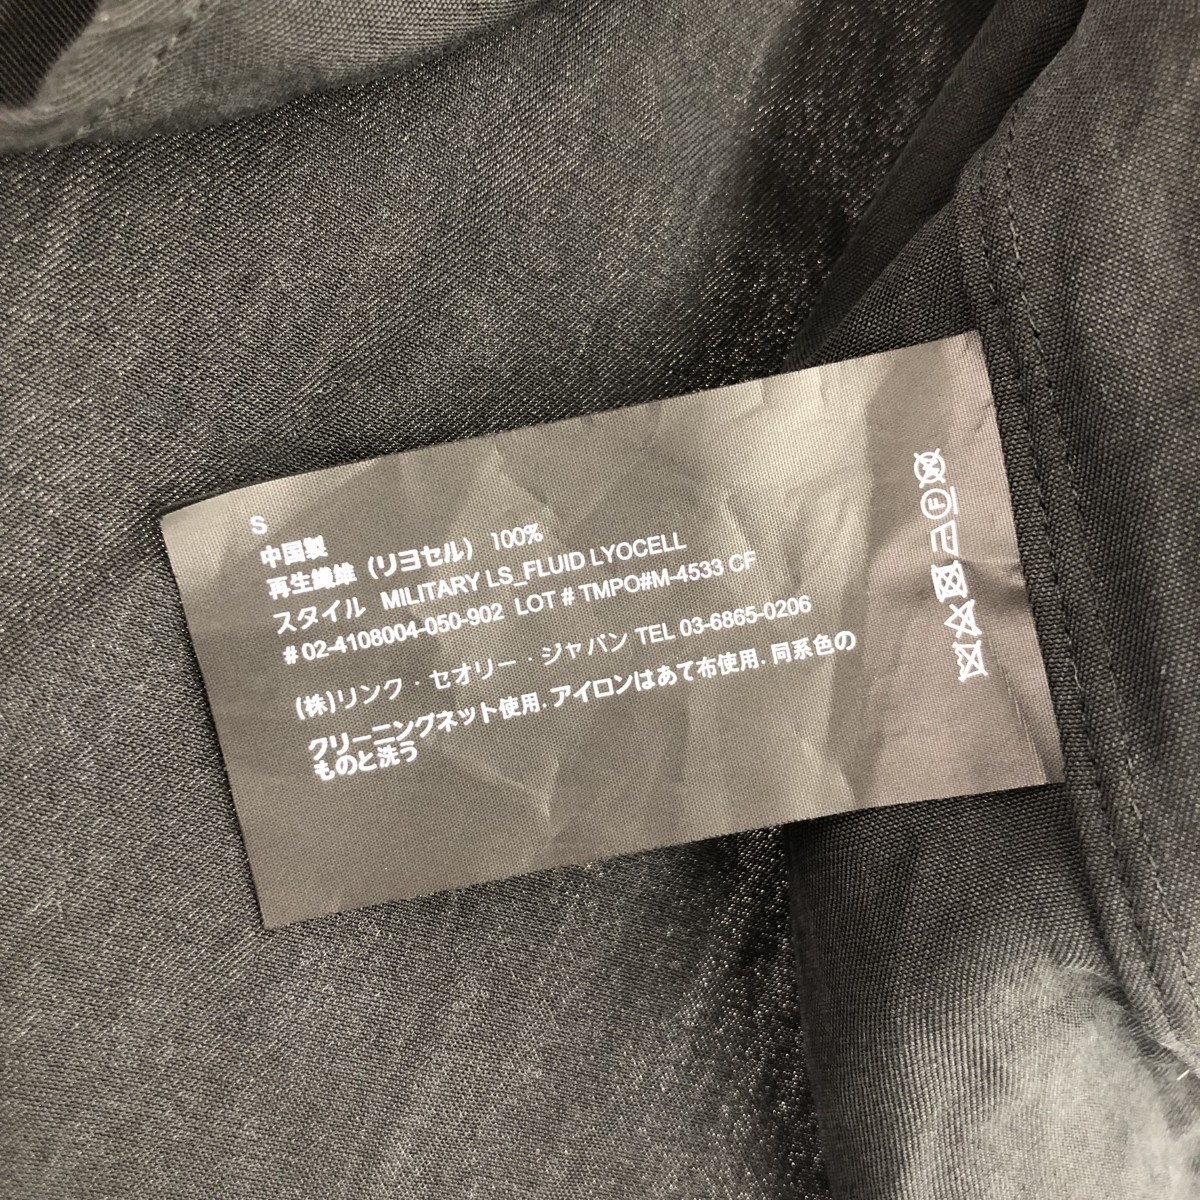 S
中国製
再生繊維 (リヨセル) 100%
スタイル MILITARY LS_FLUID LYOCELL
# 02-4108004-050-902 LOT # TMPO#M-4533 CF
(株)リンク・セオリー・ジャパン TEL 03-6865-0206
クリーニングネット使用. アイロンはあて布使用. 同系色の
ものと洗う
F